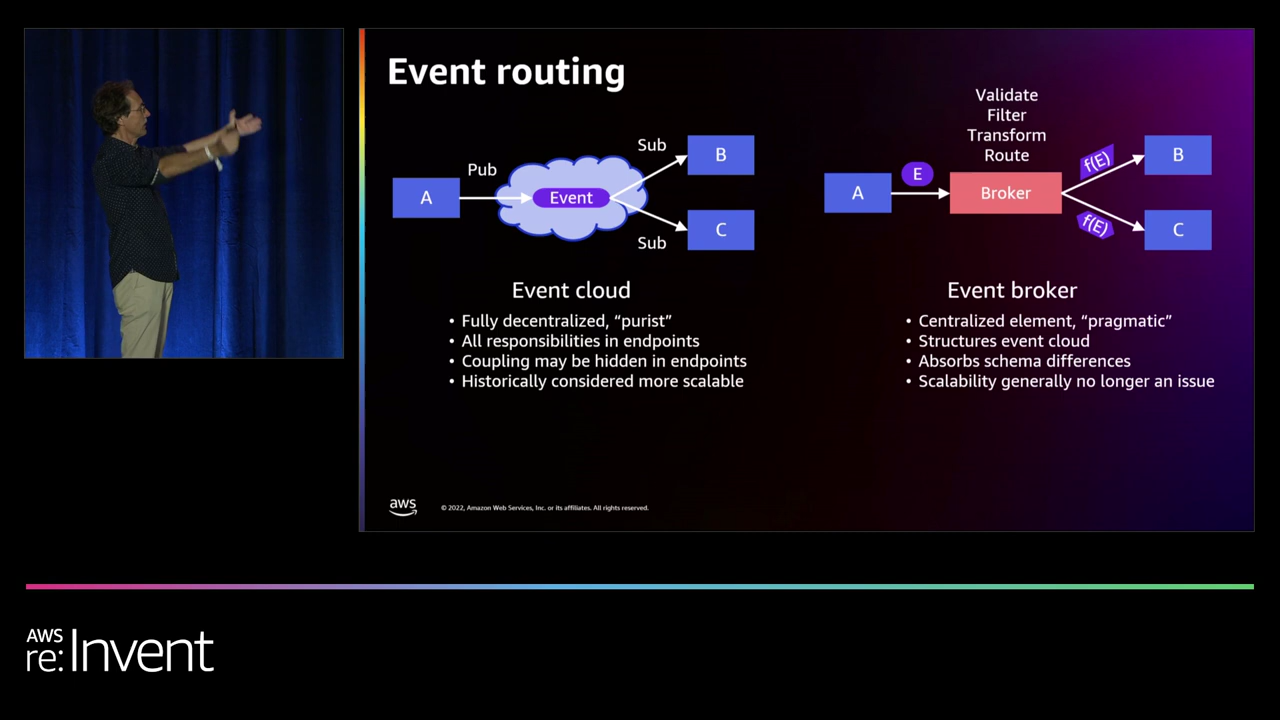 Event routing
A
Pub
Event
Sub
B
Sub
C
Event cloud
• Fully decentralized, “purist”
• All responsibilities in endpoints
• Coupling may be hidden in endpoints
• Historically considered more scalable
Validate
Filter
Transform
Route
A
E
Broker
f(E)
B
f(E)
C
Event broker
• Centralized element, “pragmatic”
• Structures event cloud
• Absorbs schema differences
• Scalability generally no longer an issue
aws
© 2022, Amazon Web Services, Inc. or its affiliates. All rights reserved.
AWS
re:Invent